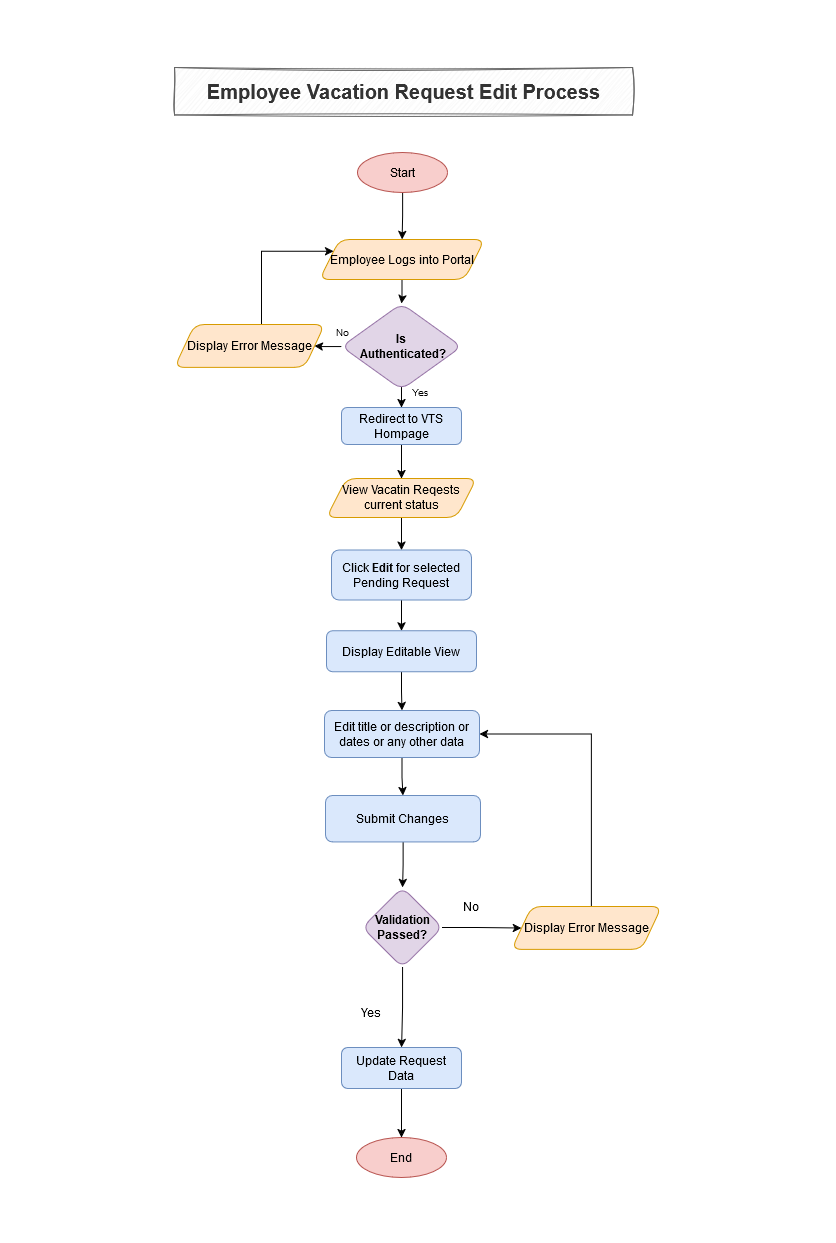 Employee Vacation Request Edit Process
Start
Employee Logs into Portal
Is
Authenticated?
No
Display Error Message
Yes
Redirect to VTS
Hompage
View Vacatin Reqests
current status
Click Edit for selected
Pending Request
Display Editable View
Edit title or description or
dates or any other data
Submit Changes
Validation
Passed?
No
Display Error Message
Yes
Update Request
Data
End